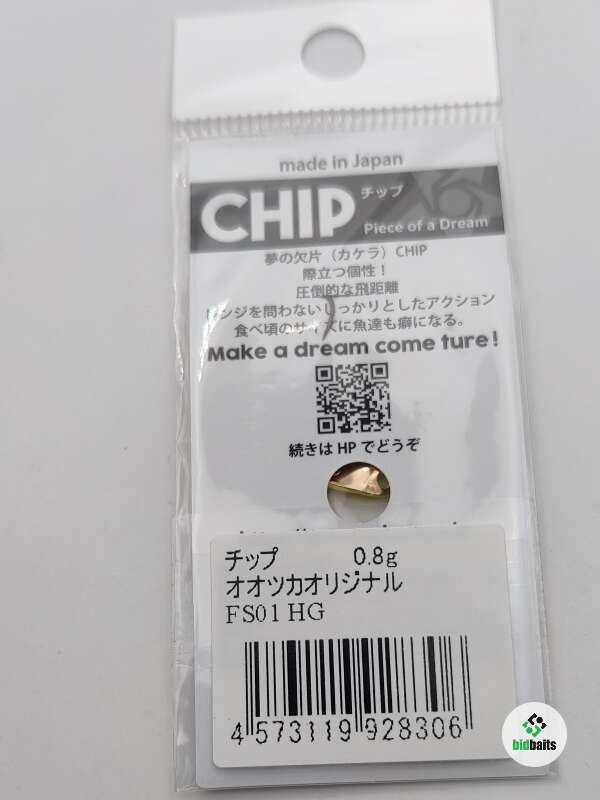 made in Japan
CHIP チップ
Piece of a Dream
夢の欠片（カケラ）CHIP
際立つ個性！
圧倒的な飛距離
レンジを問わないしっかりとしたアクション
食べ頃のサイズに魚達も癖になる。
Make a dream come ture!
続きは HP でどうぞ
チップ 0.8g
オオツカオリジナル
FS01 HG
4 573119 928306
bidbaits